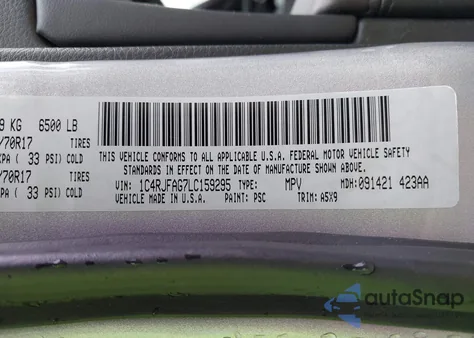 9 KG 6500 LB
/70R17 TIRES
KPA ( 33 PSI) COLD
/70R17 TIRES
KPA ( 33 PSI) COLD
THIS VEHICLE CONFORMS TO ALL APPLICABLE U.S.A. FEDERAL MOTOR VEHICLE SAFETY
STANDARDS IN EFFECT ON THE DATE OF MANUFACTURE SHOWN ABOVE.
VIN: 1C4RJFAG7LC159295 TYPE: MPV MDH: 091421 423AA
VEHICLE MADE IN U.S.A. PAINT: PSC TRIM: A5X9
autoSnap